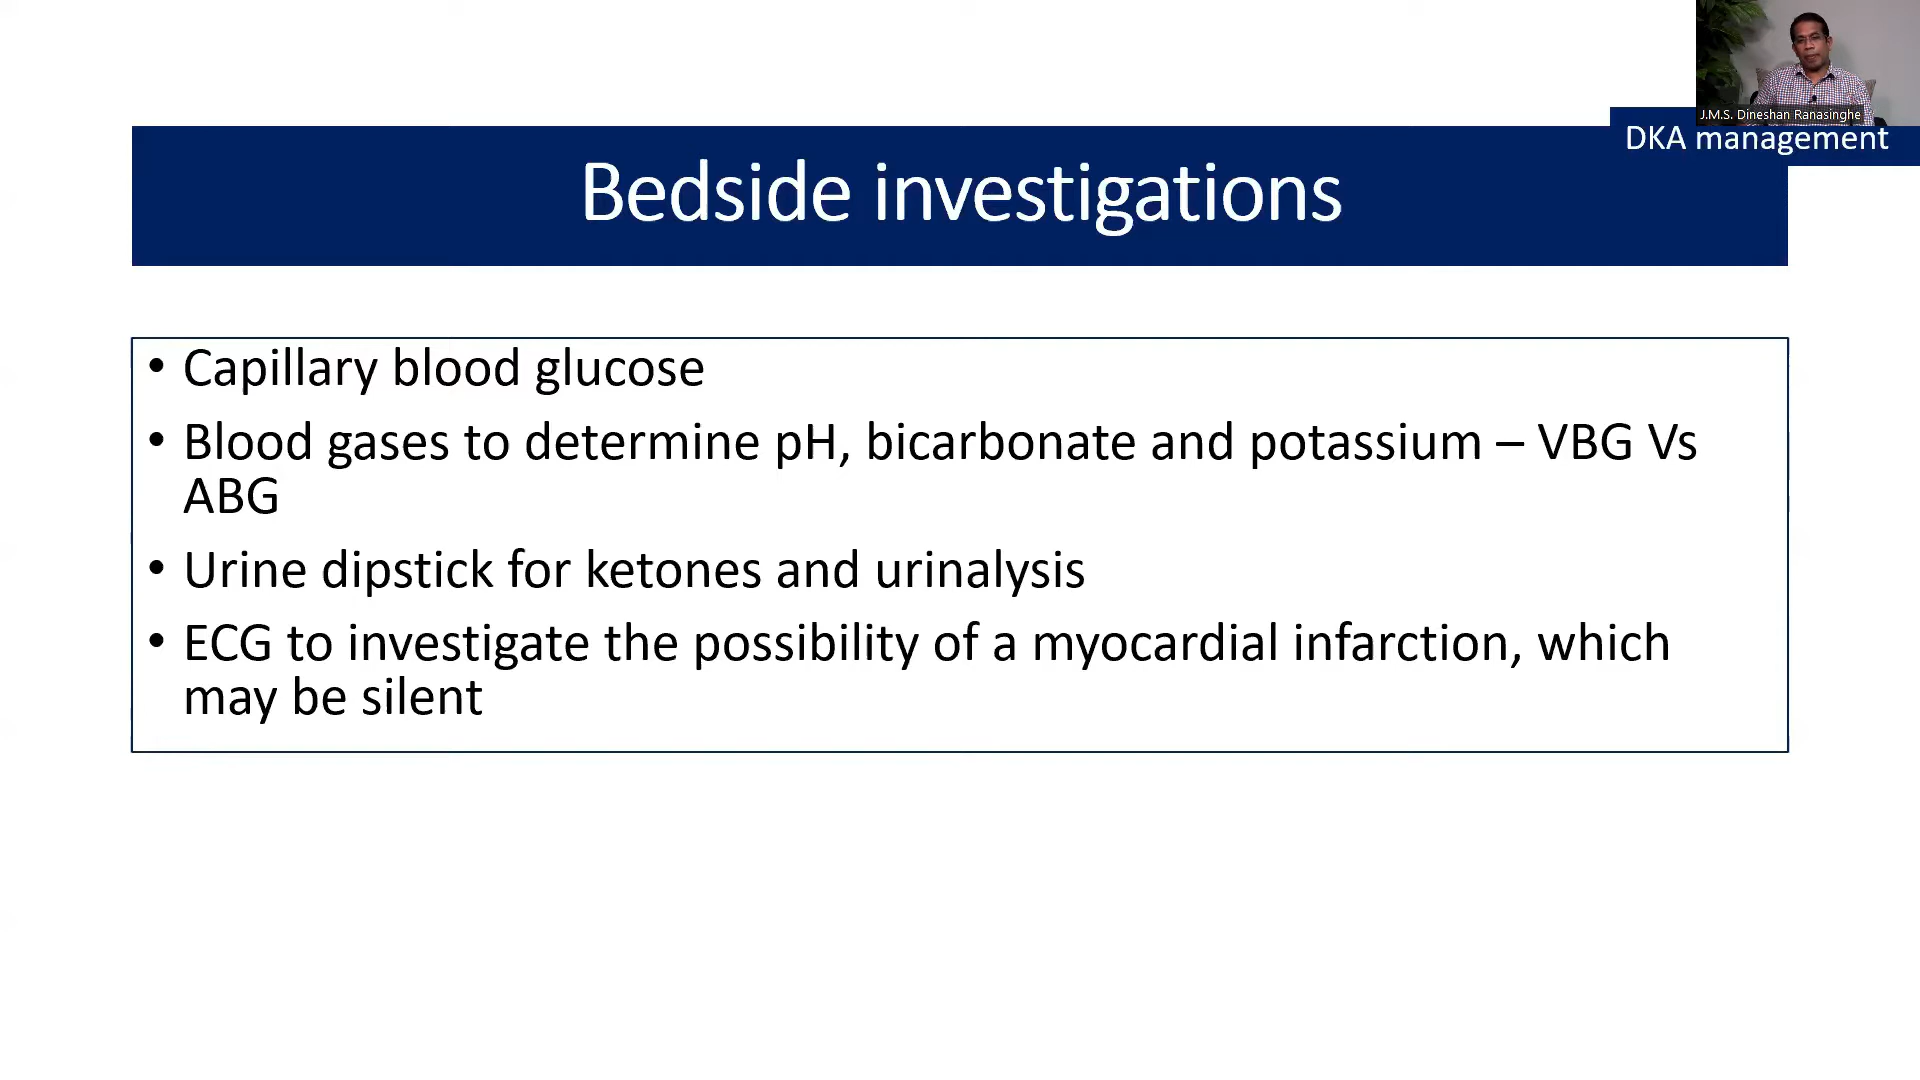 J.M.S. Dineshan Ranasinghe
DKA management
Bedside investigations
• Capillary blood glucose
• Blood gases to determine pH, bicarbonate and potassium – VBG Vs
ABG
• Urine dipstick for ketones and urinalysis
• ECG to investigate the possibility of a myocardial infarction, which
may be silent